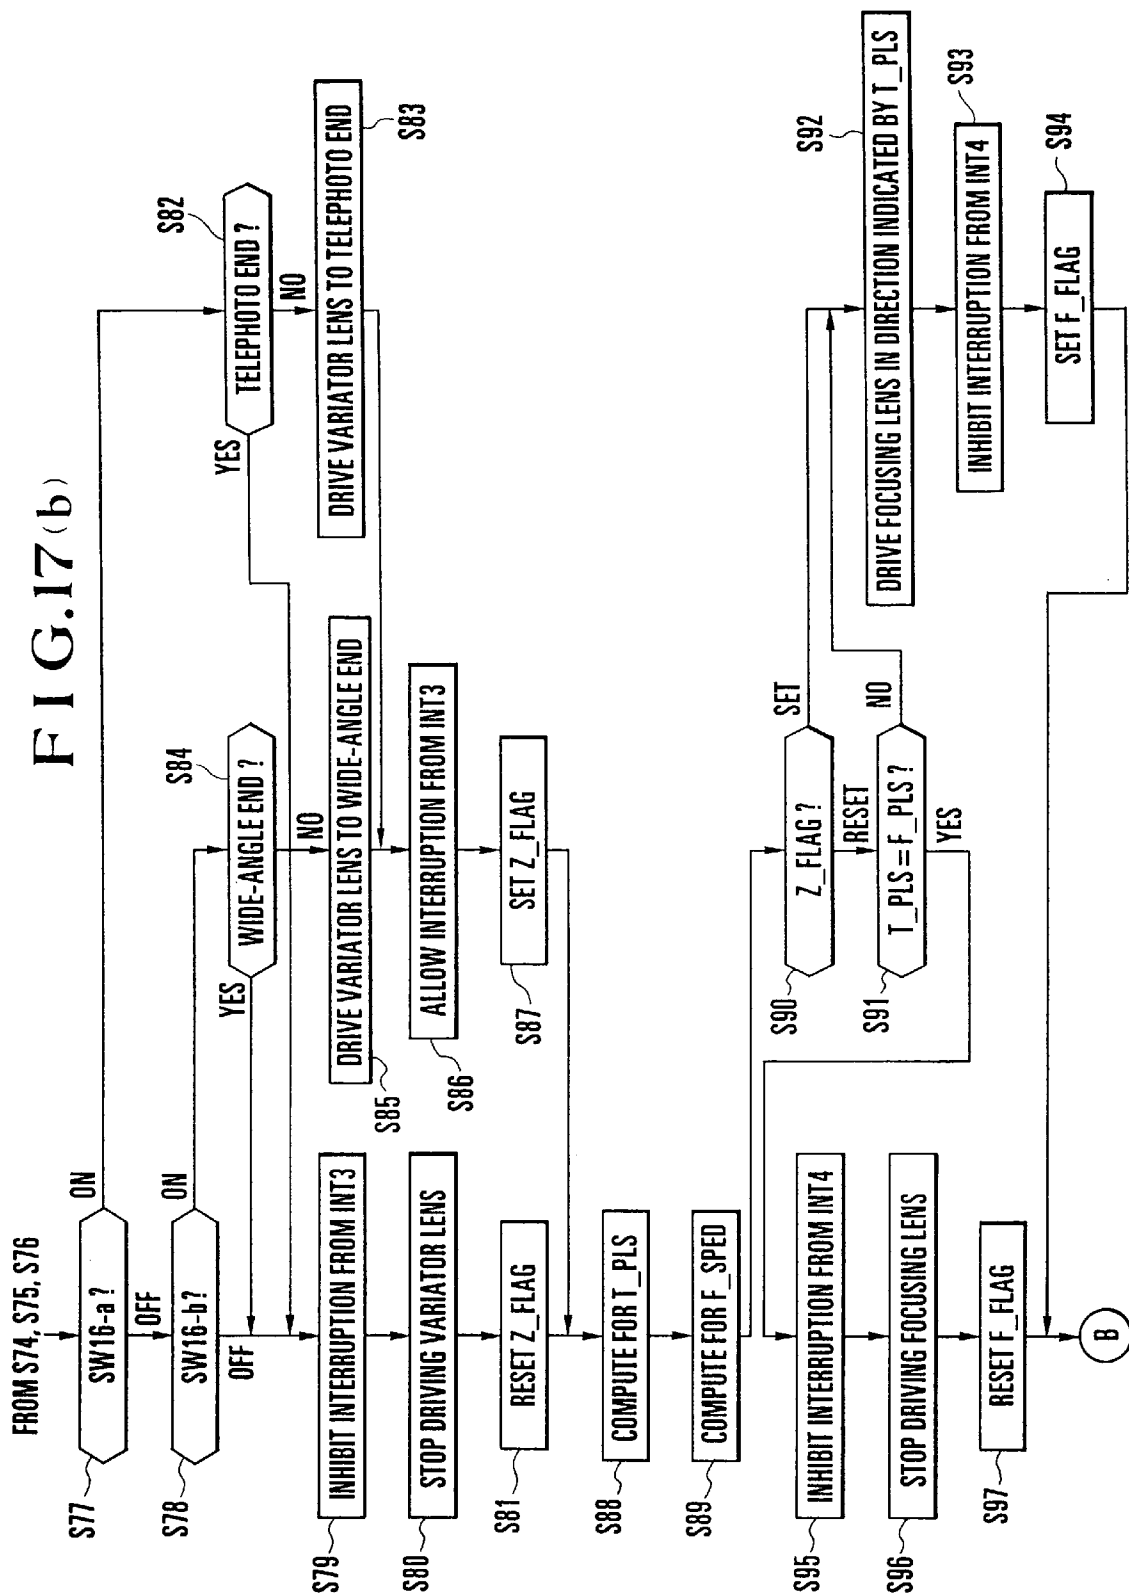 FIG.17(b)
FROM S74, S75, S76
S77
SW16-a?
ON
OFF
S78
SW16-b?
ON
OFF
S82
TELEPHOTO END?
YES
NO
S83
DRIVE VARIATOR LENS TO TELEPHOTO END
S84
WIDE-ANGLE END?
YES
NO
S85
DRIVE VARIATOR LENS TO WIDE-ANGLE END
S86
ALLOW INTERRUPTION FROM INT3
S87
SET Z_FLAG
S79
INHIBIT INTERRUPTION FROM INT3
S80
STOP DRIVING VARIATOR LENS
S81
RESET Z_FLAG
S88
COMPUTE FOR T_PLS
S89
COMPUTE FOR F_SPED
S90
Z_FLAG?
SET
RESET
S91
T_PLS=F_PLS?
NO
YES
S92
DRIVE FOCUSING LENS IN DIRECTION INDICATED BY T_PLS
S93
INHIBIT INTERRUPTION FROM INT4
S94
SET F_FLAG
S95
INHIBIT INTERRUPTION FROM INT4
S96
STOP DRIVING FOCUSING LENS
S97
RESET F_FLAG
B